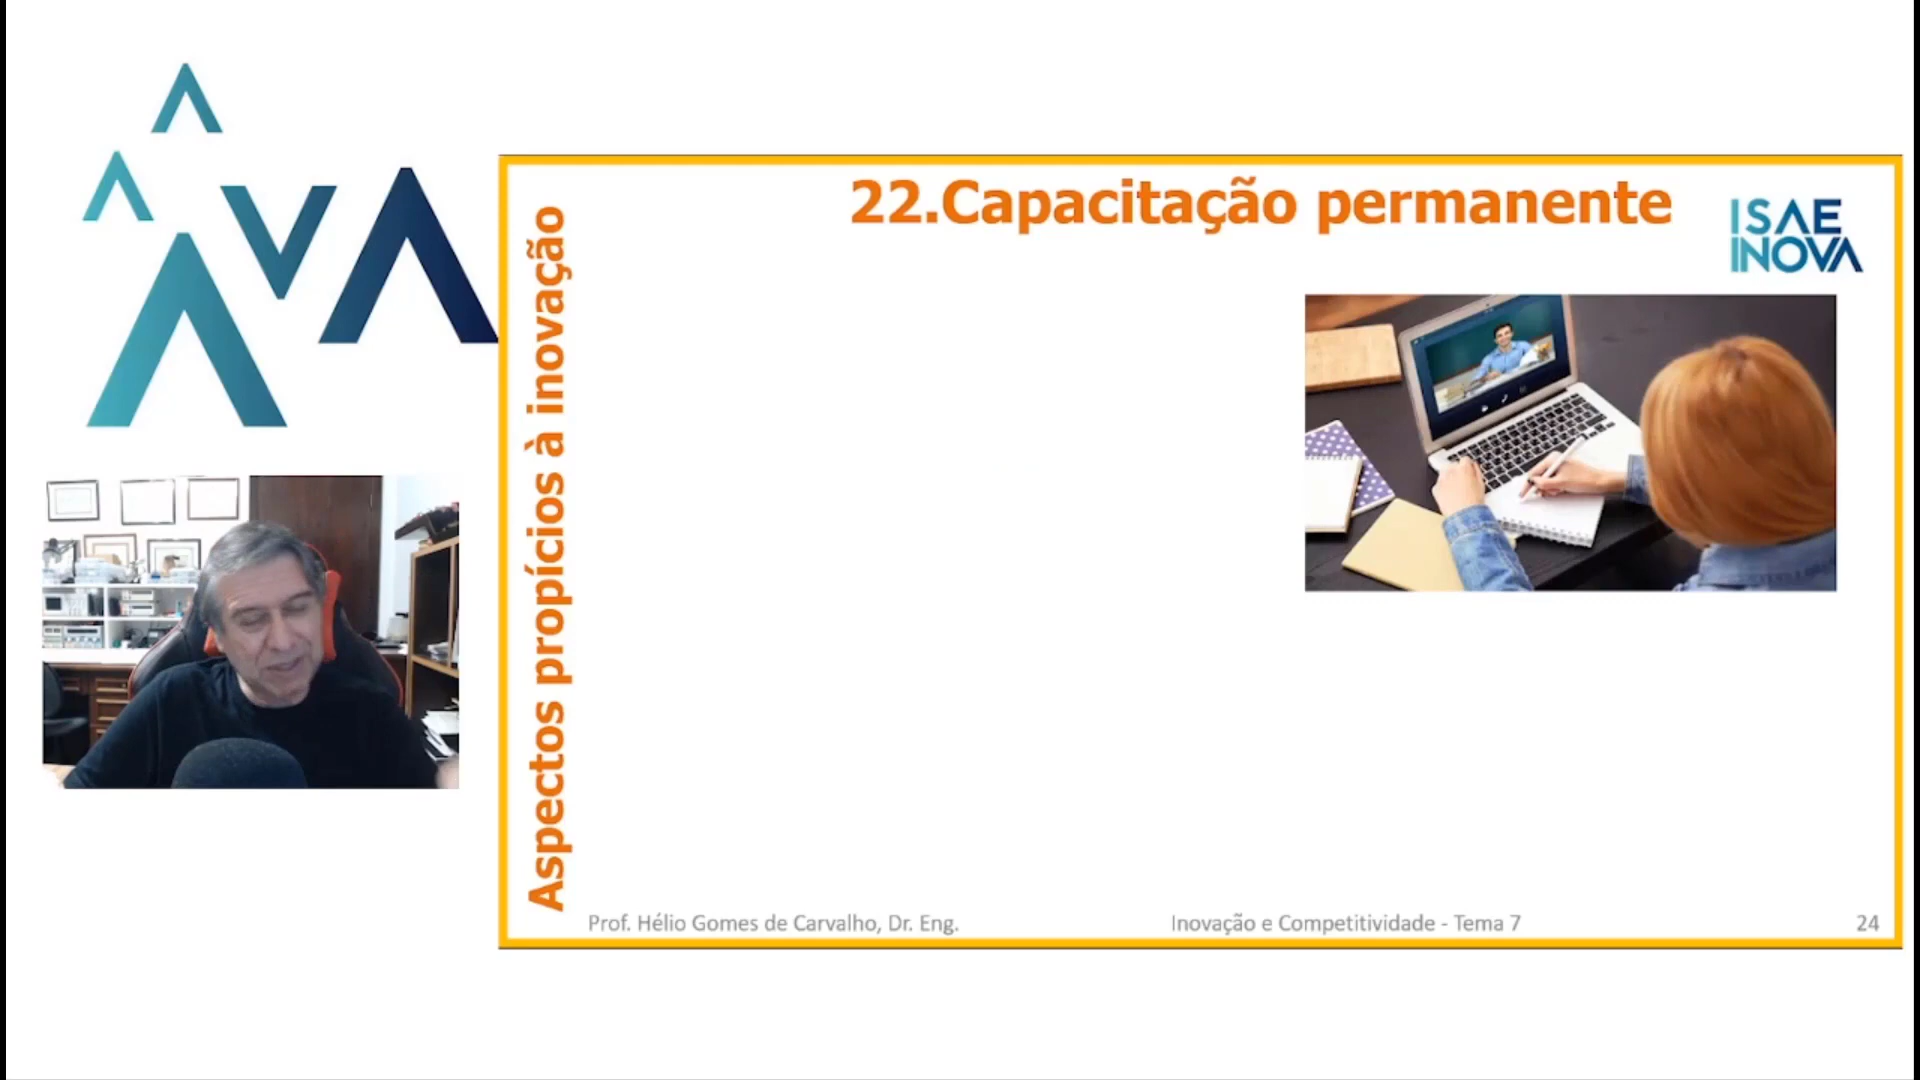 22.Capacitação permanente
ISAE
INOVA
Aspectos propícios à inovação
Prof. Hélio Gomes de Carvalho, Dr. Eng.
Inovação e Competitividade - Tema 7
24